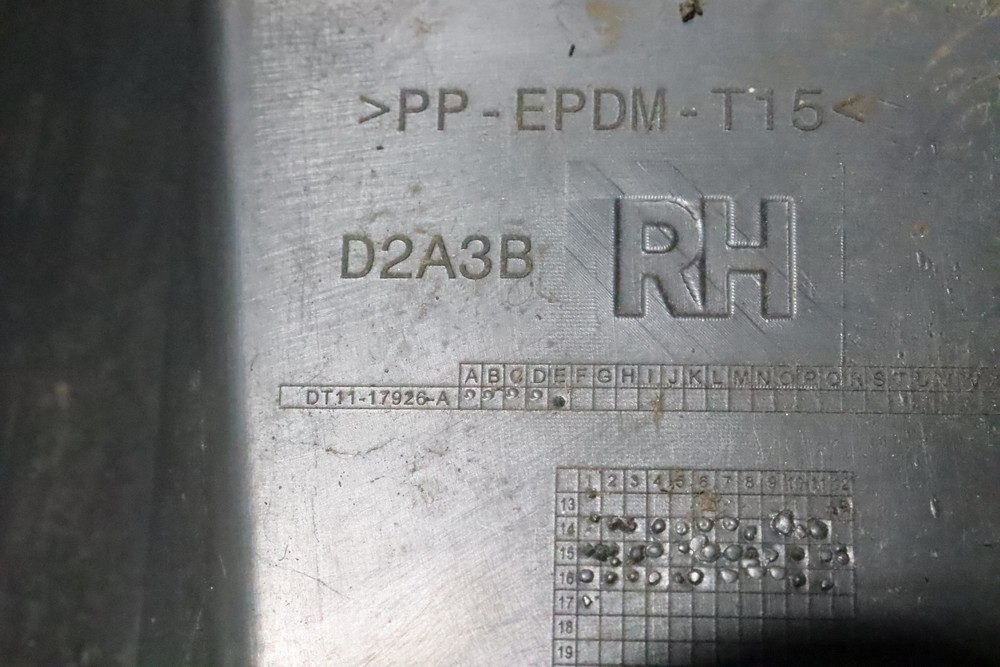 >PP-EPDM-T15<
D2A3B RH
A B C D E F G H I J K L M N O P Q R S T U
DT11-17926-A
1 2 3 4 5 6 7 8 9 10 11 12
13
14
15
16
17
18
19